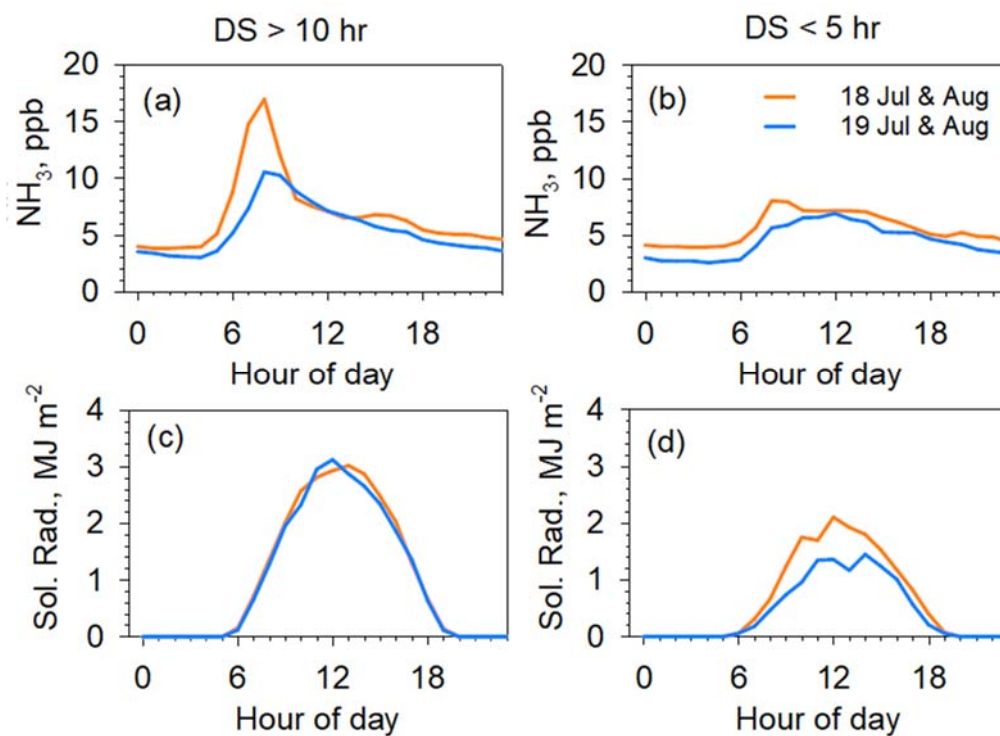 DS > 10 hr
DS < 5 hr
20
15
10
5
0
NH₃, ppb
(a)
0 6 12 18
Hour of day
20
15
10
5
0
NH₃, ppb
(b)
18 Jul & Aug
19 Jul & Aug
0 6 12 18
Hour of day
4
3
2
1
0
Sol. Rad., MJ m⁻²
(c)
0 6 12 18
Hour of day
4
3
2
1
0
Sol. Rad., MJ m⁻²
(d)
0 6 12 18
Hour of day